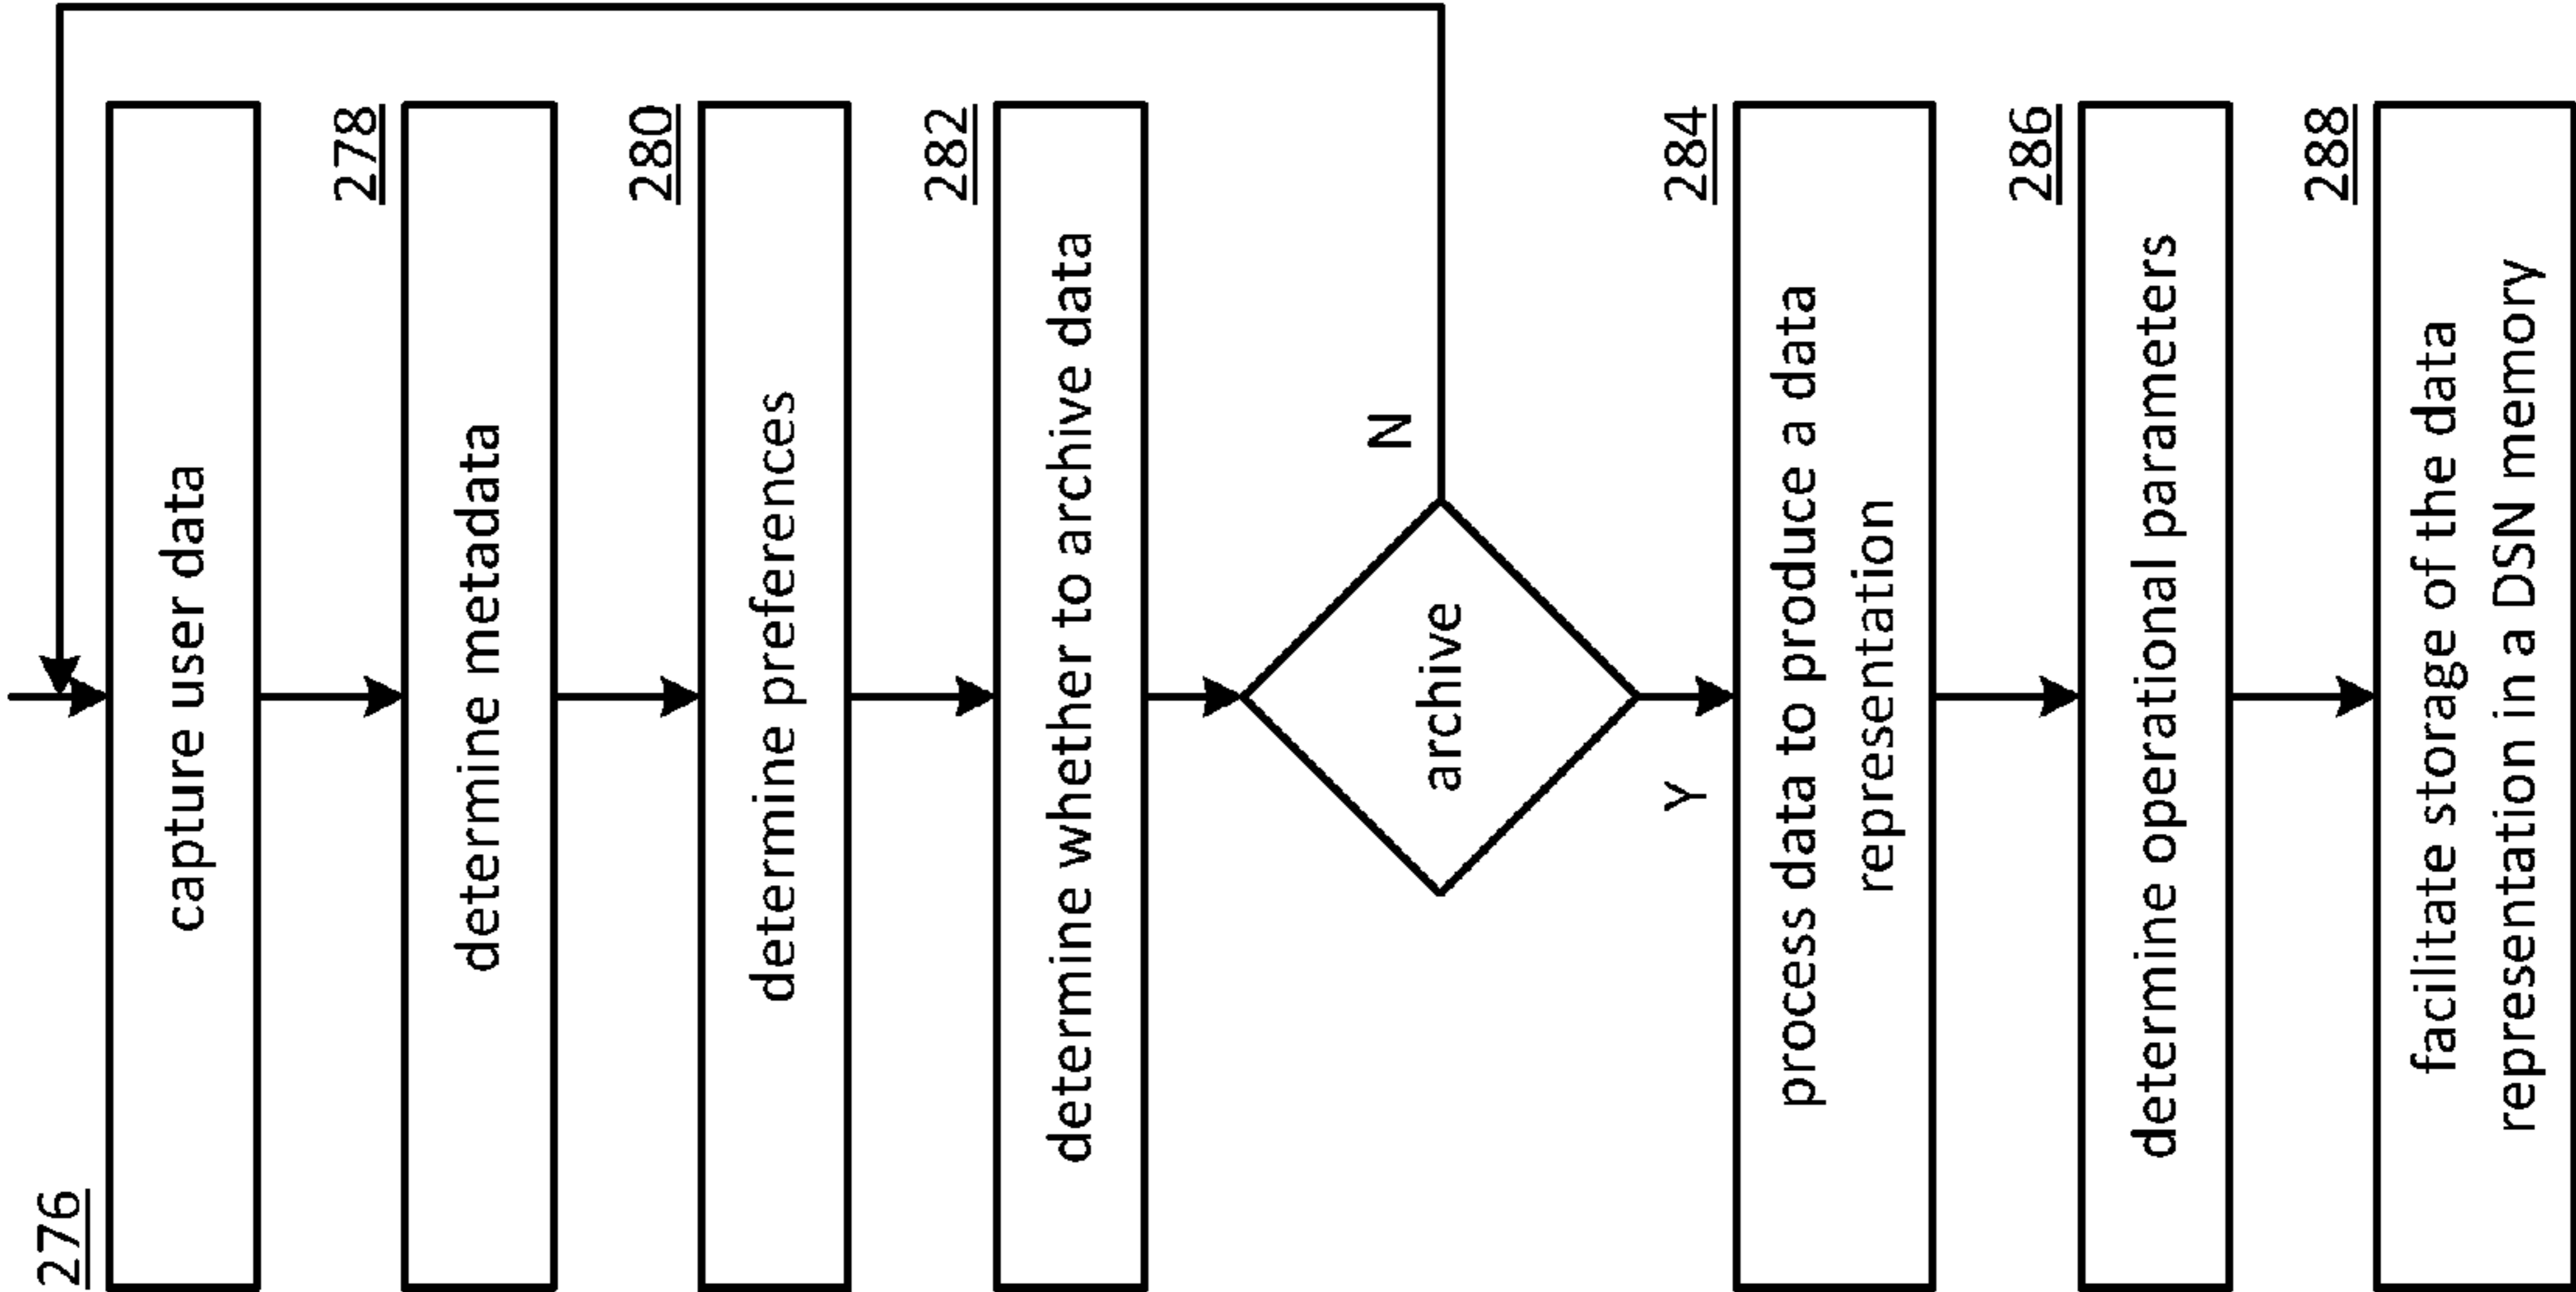 276
capture user data
278
determine metadata
280
determine preferences
282
determine whether to archive data
archive
N
Y
284
process data to produce a data
representation
286
determine operational parameters
288
facilitate storage of the data
representation in a DSN memory